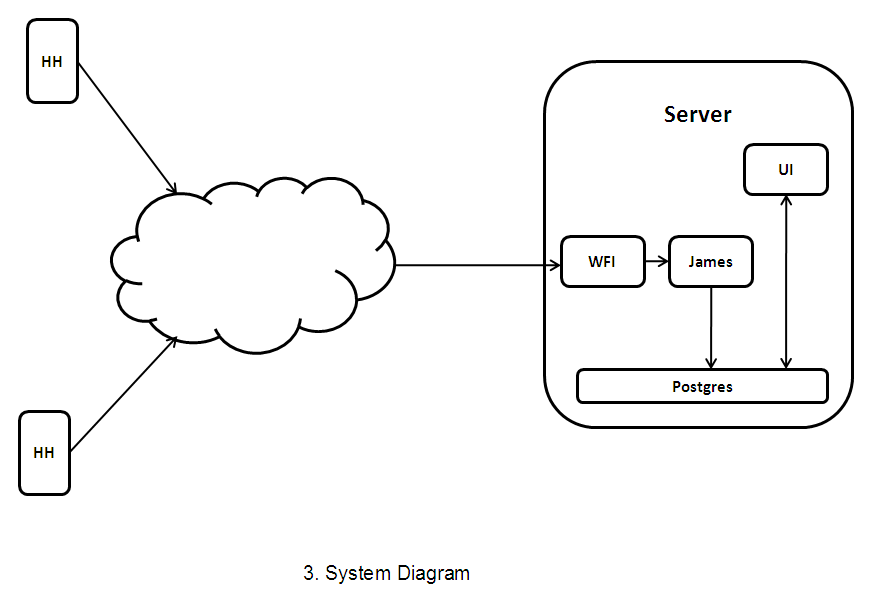 HH
Server
UI
WFI
James
Postgres
HH
3. System Diagram